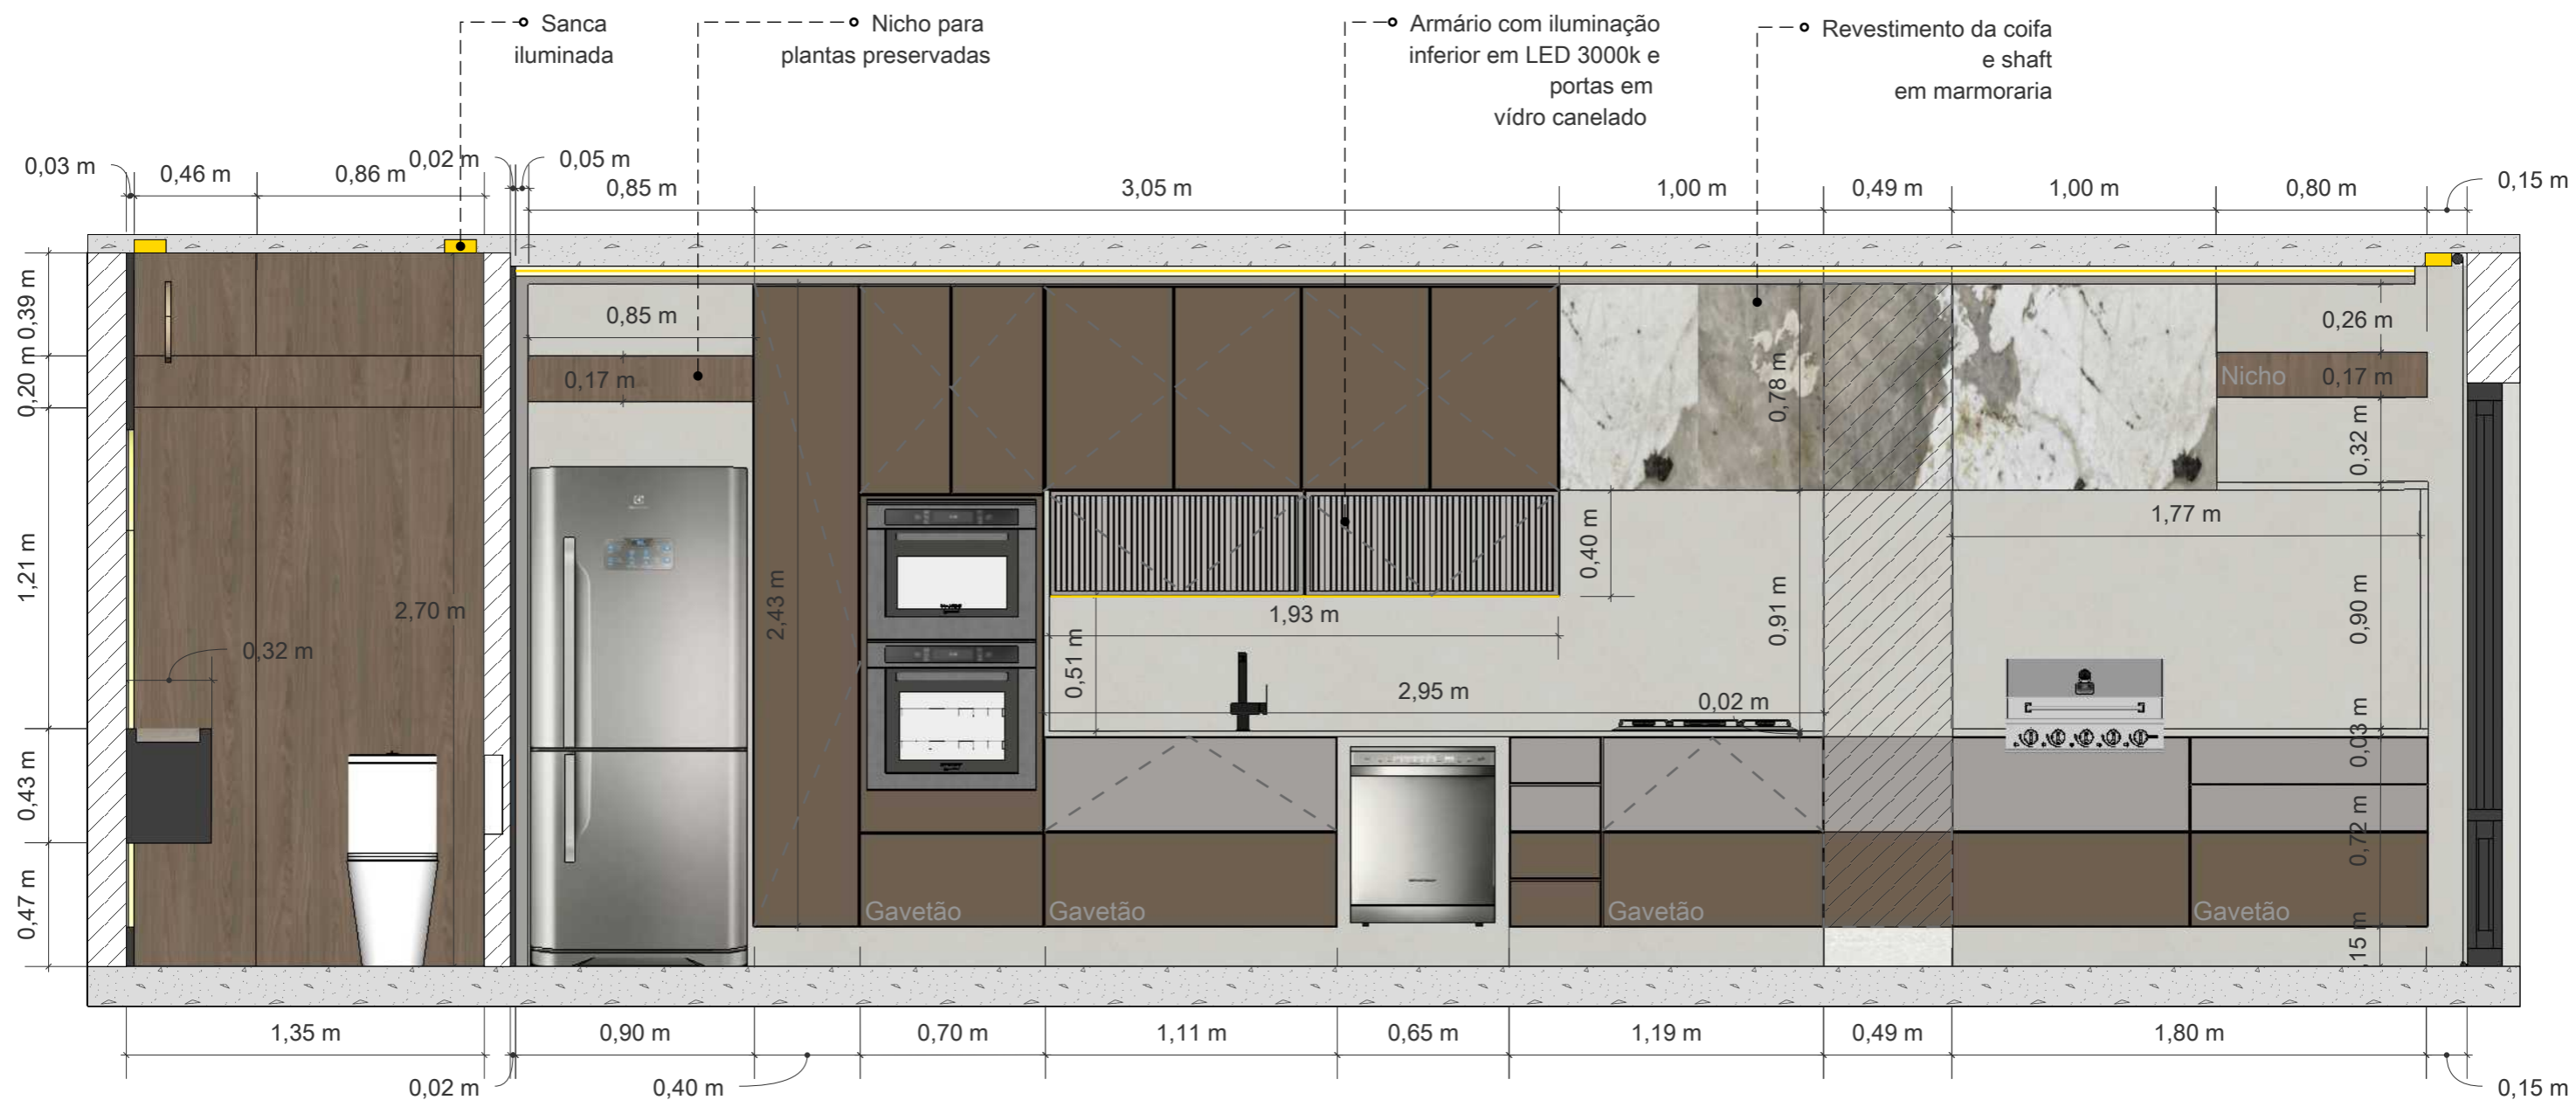 Sanca
iluminada
Nicho para
plantas preservadas
Armário com iluminação
inferior em LED 3000k e
portas em
vídro canelado
Revestimento da coifa
e shaft
em marmoraria
0,03 m
0,46 m
0,86 m
0,02 m
0,05 m
0,85 m
3,05 m
1,00 m
0,49 m
1,00 m
0,80 m
0,15 m
0,39 m
0,20 m
1,21 m
0,43 m
0,47 m
2,70 m
0,32 m
0,85 m
0,17 m
2,43 m
0,78 m
0,26 m
Nicho
0,17 m
0,32 m
1,77 m
0,40 m
1,93 m
0,51 m
0,91 m
0,90 m
2,95 m
0,02 m
0,03 m
0,72 m
,15 m
Gavetão
Gavetão
Gavetão
Gavetão
1,35 m
0,90 m
0,70 m
1,11 m
0,65 m
1,19 m
0,49 m
1,80 m
0,02 m
0,40 m
0,15 m